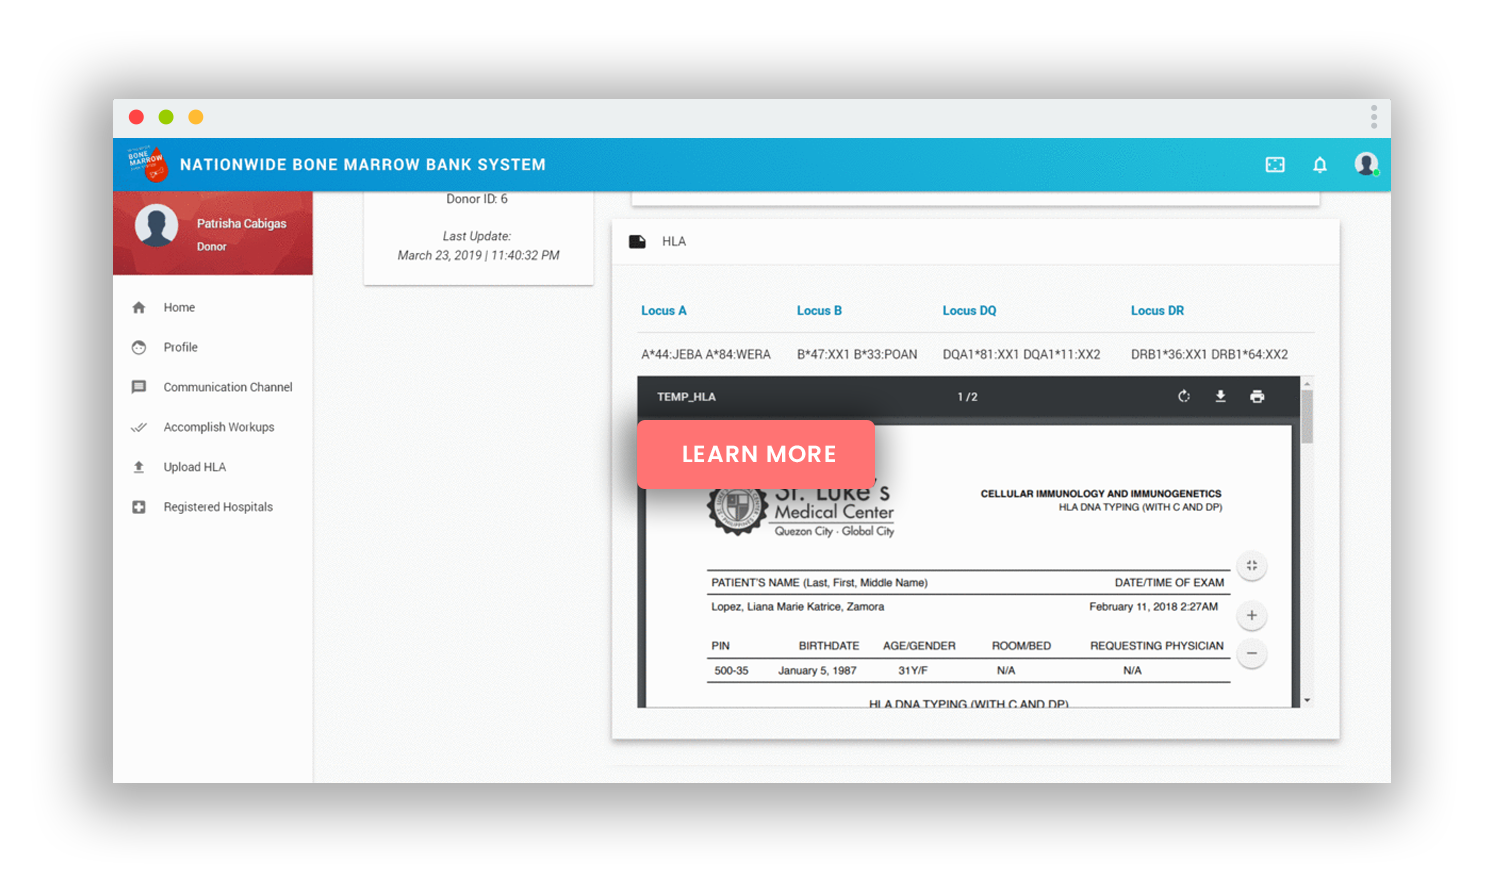 BONE
MARROW
NATIONWIDE BONE MARROW BANK SYSTEM
Patrisha Cabigas
Donor
Home
Profile
Communication Channel
Accomplish Workups
Upload HLA
Registered Hospitals
Donor ID: 6
Last Update:
March 23, 2019 | 11:40:32 PM
HLA
Locus A Locus B Locus DQ Locus DR
A*44:JEBA A*84:WERA B*47:XX1 B*33:POAN DQA1*81:XX1 DQA1*11:XX2 DRB1*36:XX1 DRB1*64:XX2
TEMP_HLA 1 / 2
LEARN MORE
St. Luke's
Medical Center
Quezon City · Global City
CELLULAR IMMUNOLOGY AND IMMUNOGENETICS
HLA DNA TYPING (WITH C AND DP)
PATIENT'S NAME (Last, First, Middle Name) DATE/TIME OF EXAM
Lopez, Liana Marie Katrice, Zamora February 11, 2018 2:27AM
PIN BIRTHDATE AGE/GENDER ROOM/BED REQUESTING PHYSICIAN
500-35 January 5, 1987 31Y/F N/A N/A
HLA DNA TYPING (WITH C AND DP)